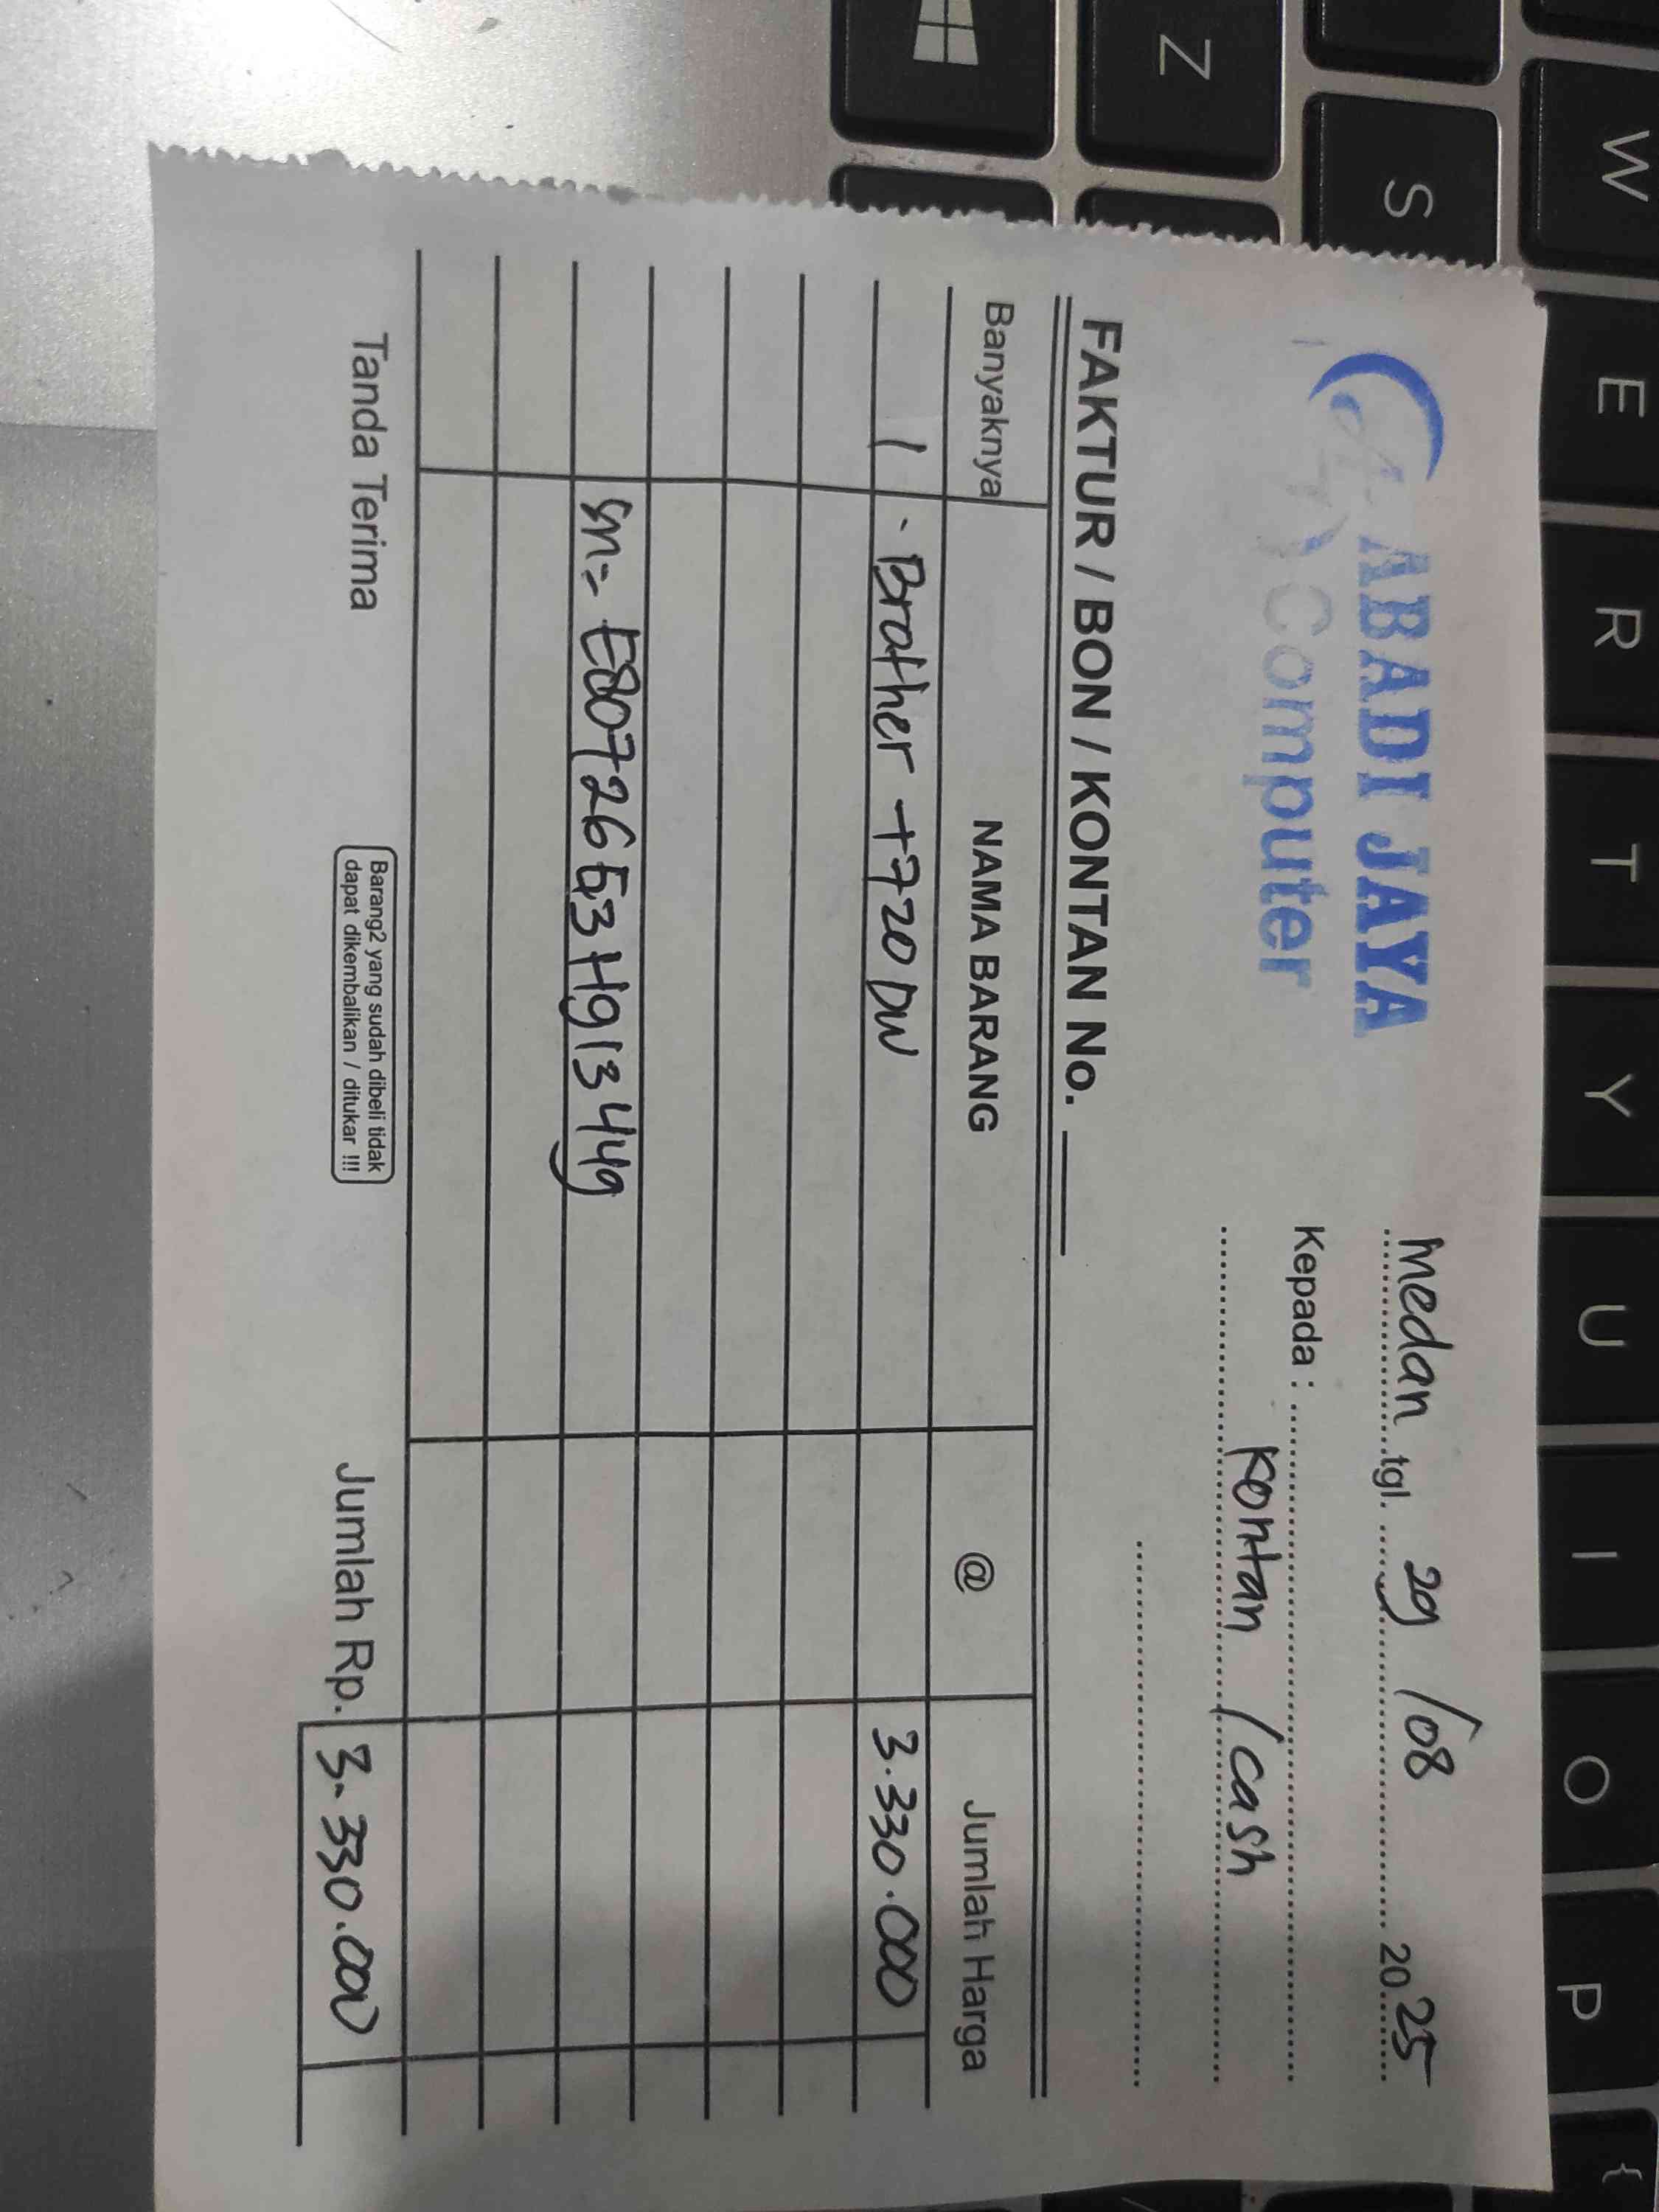 ABADI JAYA
Computer
Medan tgl. 29 / 08 2025
Kepada :
Kontan / cash
FAKTUR / BON / KONTAN No.
Banyaknya NAMA BARANG @ Jumlah Harga
1 . Brother T720 DW 3.330.000
SN = E80726653H913449
Tanda Terima
Barang2 yang sudah dibeli tidak
dapat dikembalikan / ditukar !!!
Jumlah Rp. 3.330.000
W
E
R
T
Y
U
I
O
P
{
S
Z